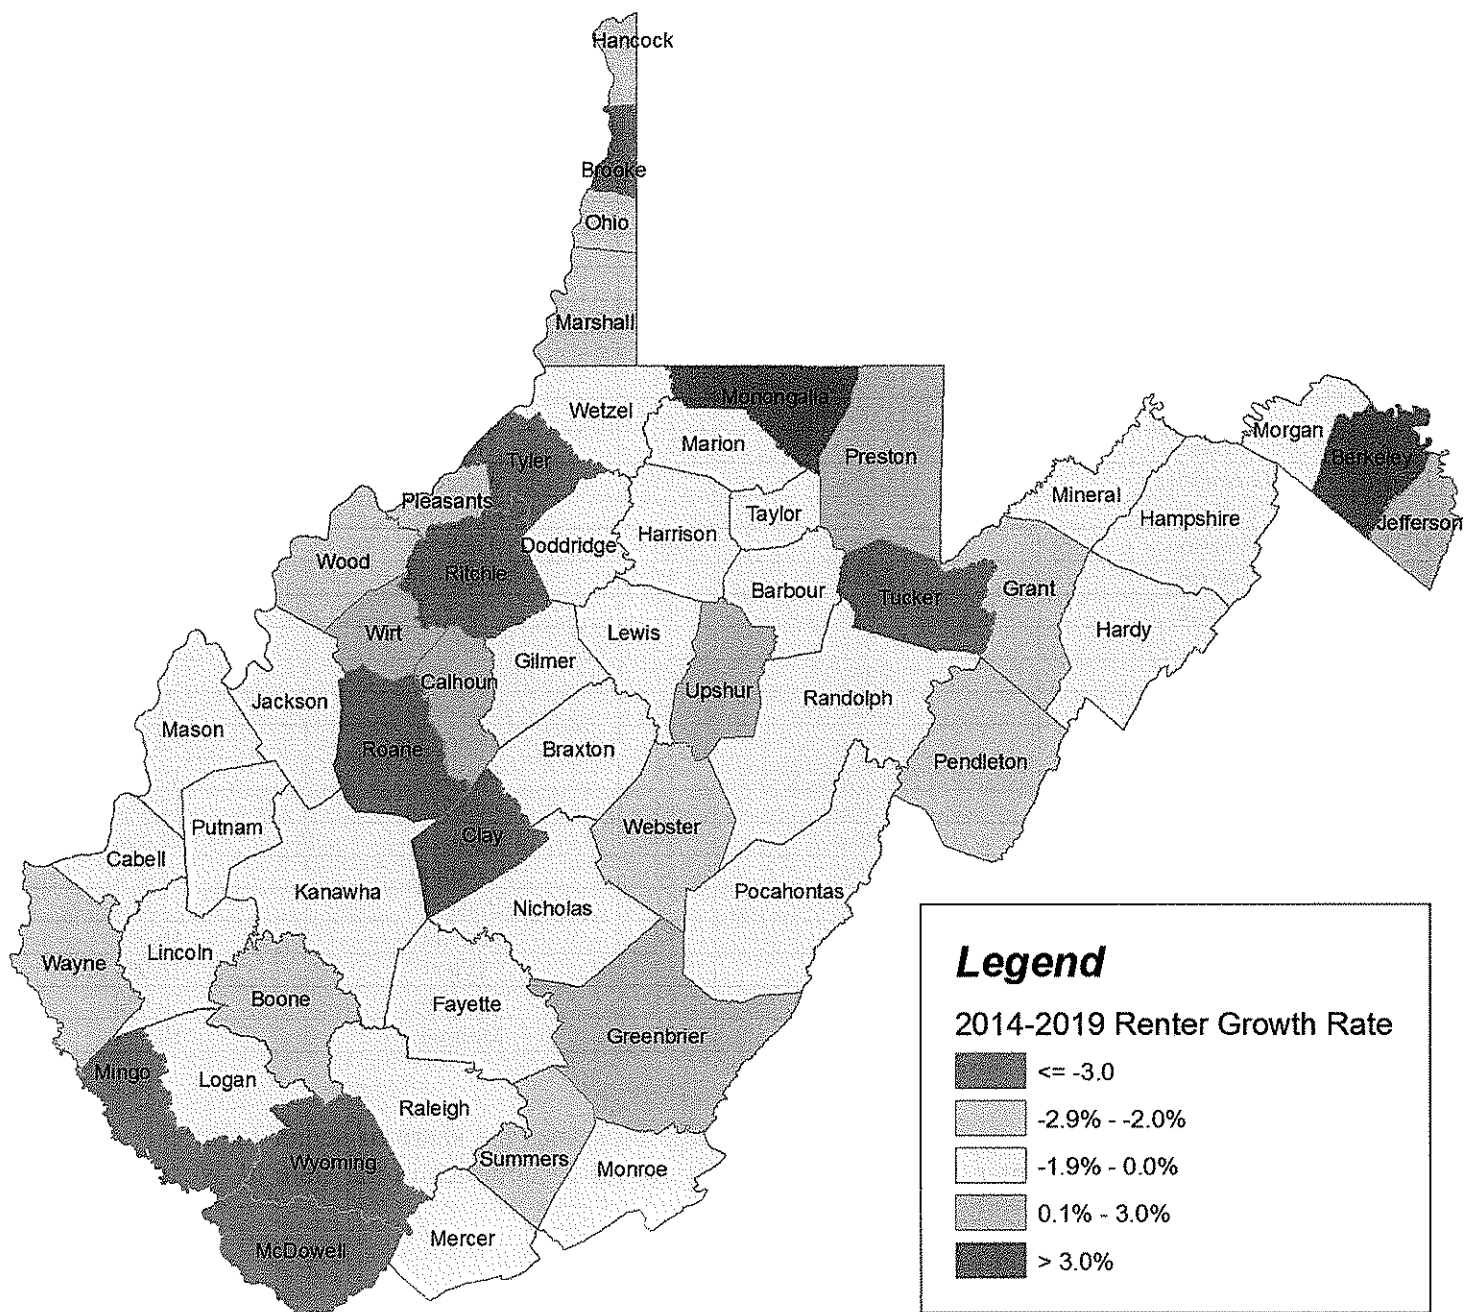 Hancock
Brooke
Ohio
Marshall
Wetzel
Monongalia
Marion
Preston
Tyler
Pleasants
Morgan
Berkeley
Jefferson
Mineral
Hampshire
Taylor
Harrison
Doddridge
Wood
Ritchie
Barbour
Tucker
Grant
Hardy
Wirt
Lewis
Gilmer
Calhoun
Upshur
Randolph
Jackson
Mason
Roane
Braxton
Pendleton
Putnam
Clay
Webster
Cabell
Kanawha
Nicholas
Pocahontas
Wayne
Lincoln
Boone
Fayette
Greenbrier
Mingo
Logan
Raleigh
Wyoming
Summers
Monroe
McDowell
Mercer
Legend
2014-2019 Renter Growth Rate
<= -3.0
-2.9% - -2.0%
-1.9% - 0.0%
0.1% - 3.0%
> 3.0%